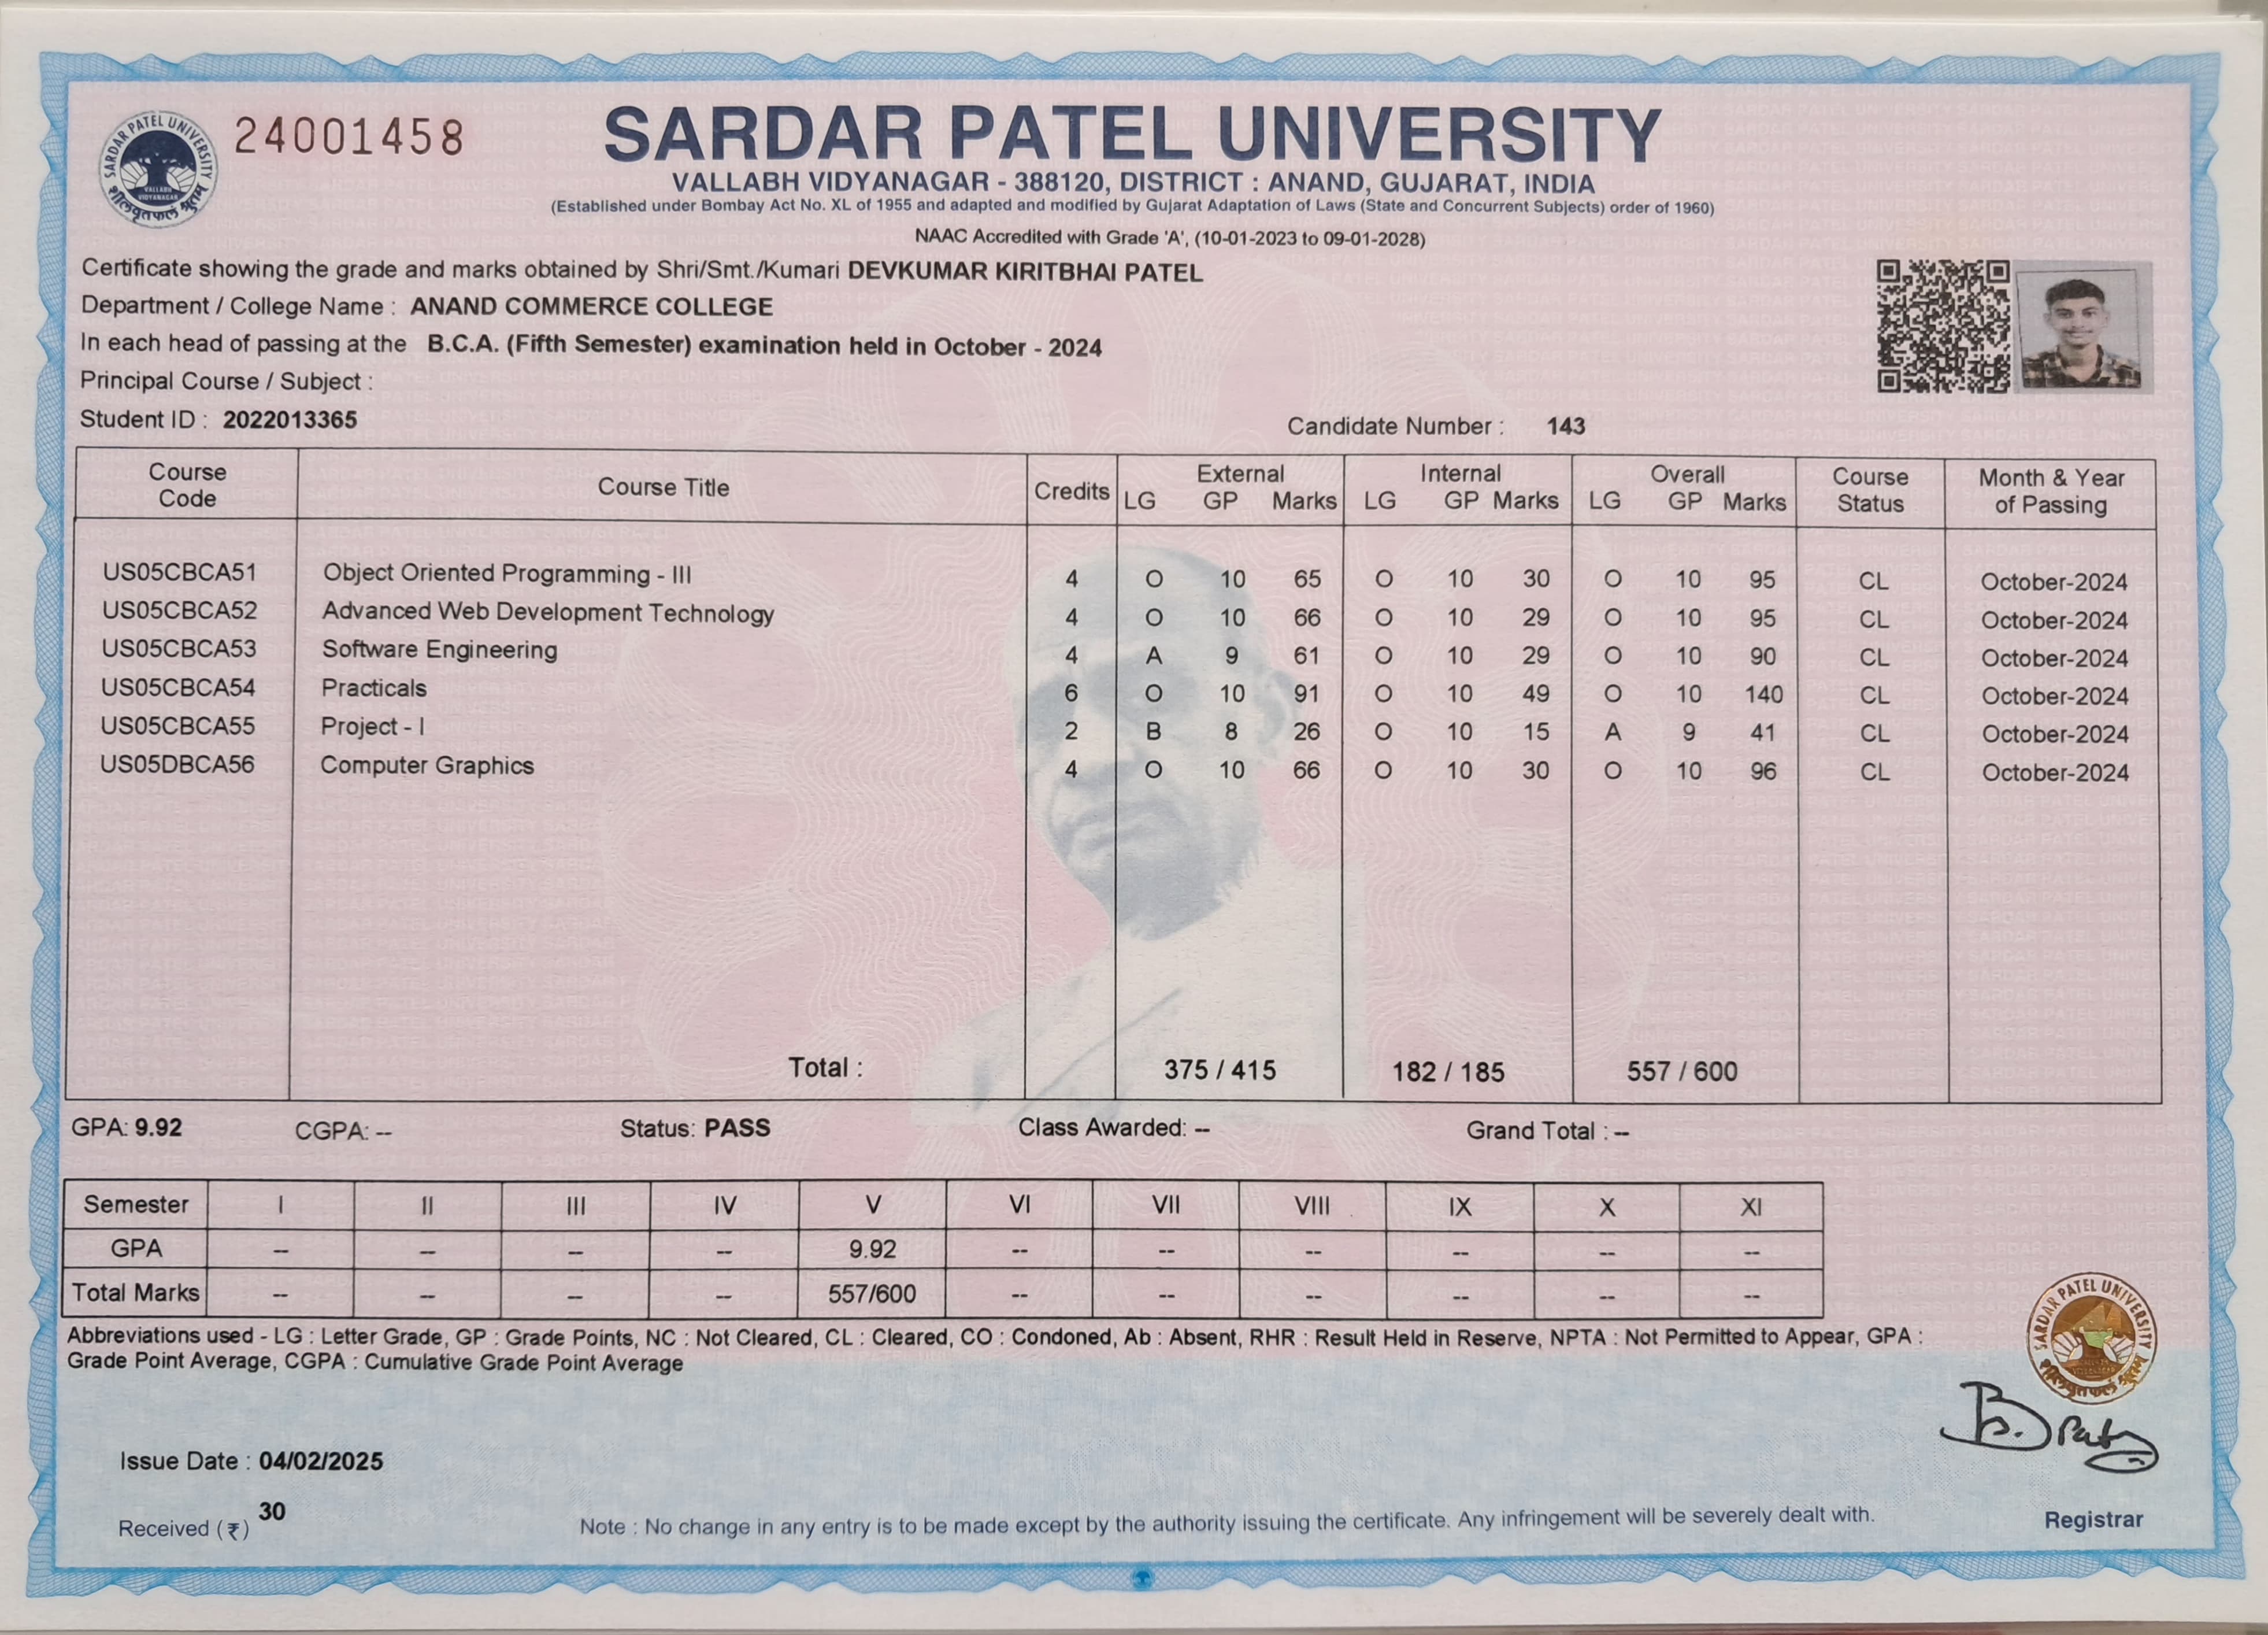 24001458
SARDAR PATEL UNIVERSITY
VALLABH VIDYANAGAR - 388120, DISTRICT : ANAND, GUJARAT, INDIA
(Established under Bombay Act No. XL of 1955 and adapted and modified by Gujarat Adaptation of Laws (State and Concurrent Subjects) order of 1960)
NAAC Accredited with Grade 'A', (10-01-2023 to 09-01-2028)
SARDAR PATEL UNIVERSITY
VALLABH
VIDYANAGAR
शीलवृत्तफलं श्रुतम्
Certificate showing the grade and marks obtained by Shri/Smt./Kumari DEVKUMAR KIRITBHAI PATEL
Department / College Name : ANAND COMMERCE COLLEGE
In each head of passing at the B.C.A. (Fifth Semester) examination held in October - 2024
Principal Course / Subject :
Student ID : 2022013365 Candidate Number : 143
Course Code Course Title Credits External Internal Overall Course Status Month & Year of Passing
LG GP Marks LG GP Marks LG GP Marks
US05CBCA51 Object Oriented Programming - III 4 O 10 65 O 10 30 O 10 95 CL October-2024
US05CBCA52 Advanced Web Development Technology 4 O 10 66 O 10 29 O 10 95 CL October-2024
US05CBCA53 Software Engineering 4 A 9 61 O 10 29 O 10 90 CL October-2024
US05CBCA54 Practicals 6 O 10 91 O 10 49 O 10 140 CL October-2024
US05CBCA55 Project - I 2 B 8 26 O 10 15 A 9 41 CL October-2024
US05DBCA56 Computer Graphics 4 O 10 66 O 10 30 O 10 96 CL October-2024
Total : 375 / 415 182 / 185 557 / 600
GPA: 9.92 CGPA: -- Status: PASS Class Awarded: -- Grand Total : --
Semester I II III IV V VI VII VIII IX X XI
GPA -- -- -- -- 9.92 -- -- -- -- -- --
Total Marks -- -- -- -- 557/600 -- -- -- -- -- --
Abbreviations used - LG : Letter Grade, GP : Grade Points, NC : Not Cleared, CL : Cleared, CO : Condoned, Ab : Absent, RHR : Result Held in Reserve, NPTA : Not Permitted to Appear, GPA :
Grade Point Average, CGPA : Cumulative Grade Point Average
SARDAR PATEL UNIVERSITY
Issue Date : 04/02/2025
Received (₹) 30
Note : No change in any entry is to be made except by the authority issuing the certificate. Any infringement will be severely dealt with.
Registrar